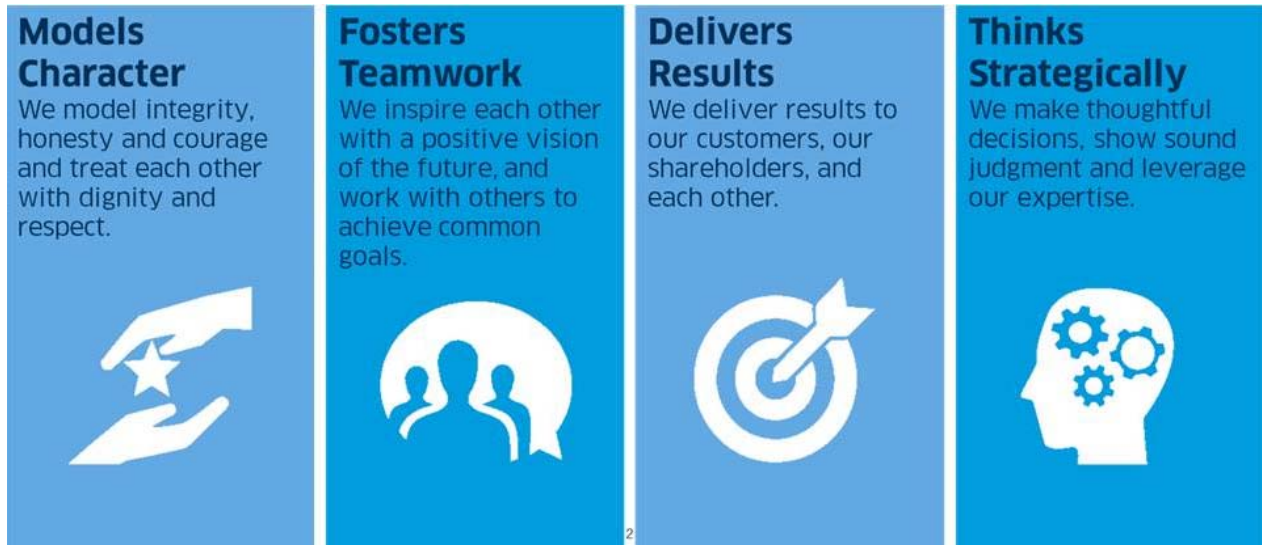 Models
Character
We model integrity,
honesty and courage
and treat each other
with dignity and
respect.
Fosters
Teamwork
We inspire each other
with a positive vision
of the future, and
work with others to
achieve common
goals.
Delivers
Results
We deliver results to
our customers, our
shareholders, and
each other.
Thinks
Strategically
We make thoughtful
decisions, show sound
judgment and leverage
our expertise.
2